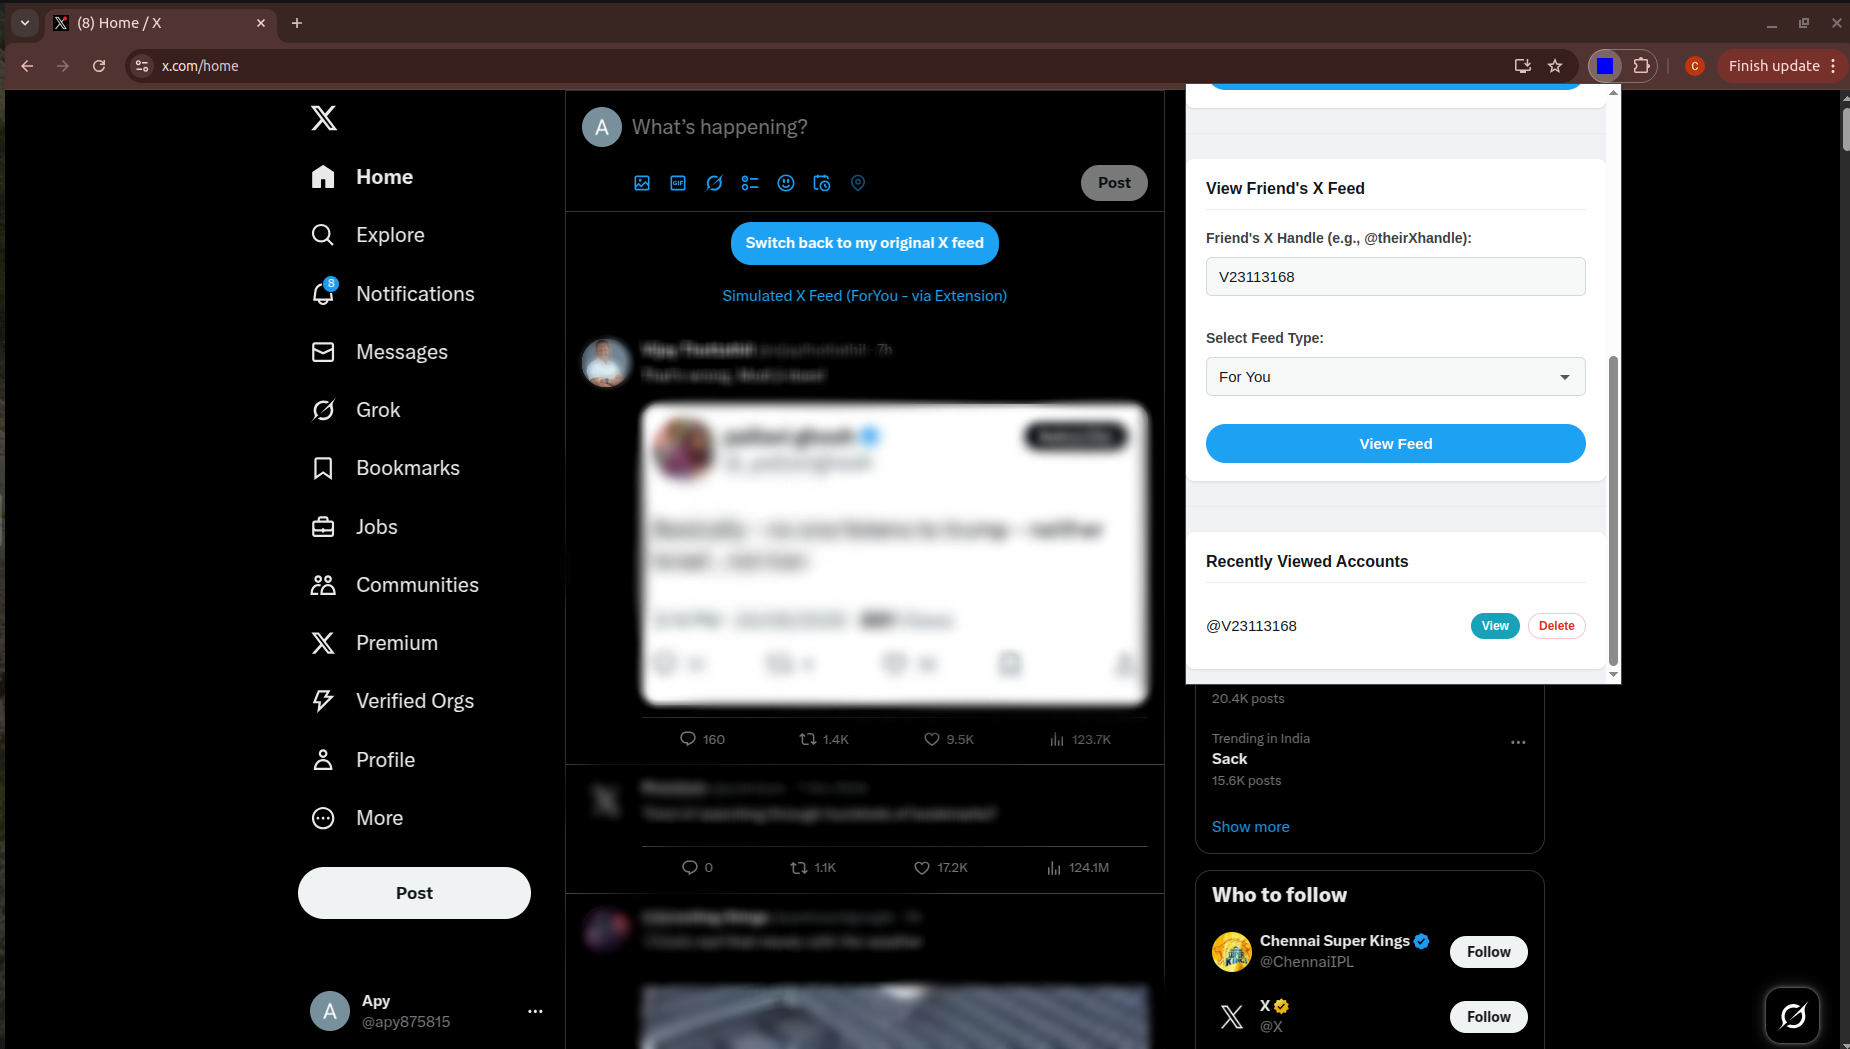 (8) Home / X
x.com/home
Finish update
C
Home
Explore
8
Notifications
Messages
Grok
Bookmarks
Jobs
Communities
Premium
Verified Orgs
Profile
More
Post
A
Apy
@apy875815
A
What's happening?
GIF
Post
Switch back to my original X feed
Simulated X Feed (ForYou - via Extension)
160
1.4K
9.5K
123.7K
0
1.1K
17.2K
124.1M
View Friend's X Feed
Friend's X Handle (e.g., @theirXhandle):
V23113168
Select Feed Type:
For You
View Feed
Recently Viewed Accounts
@V23113168
View
Delete
20.4K posts
Trending in India
Sack
15.6K posts
Show more
Who to follow
Chennai Super Kings
@ChennaiIPL
Follow
X
@X
Follow